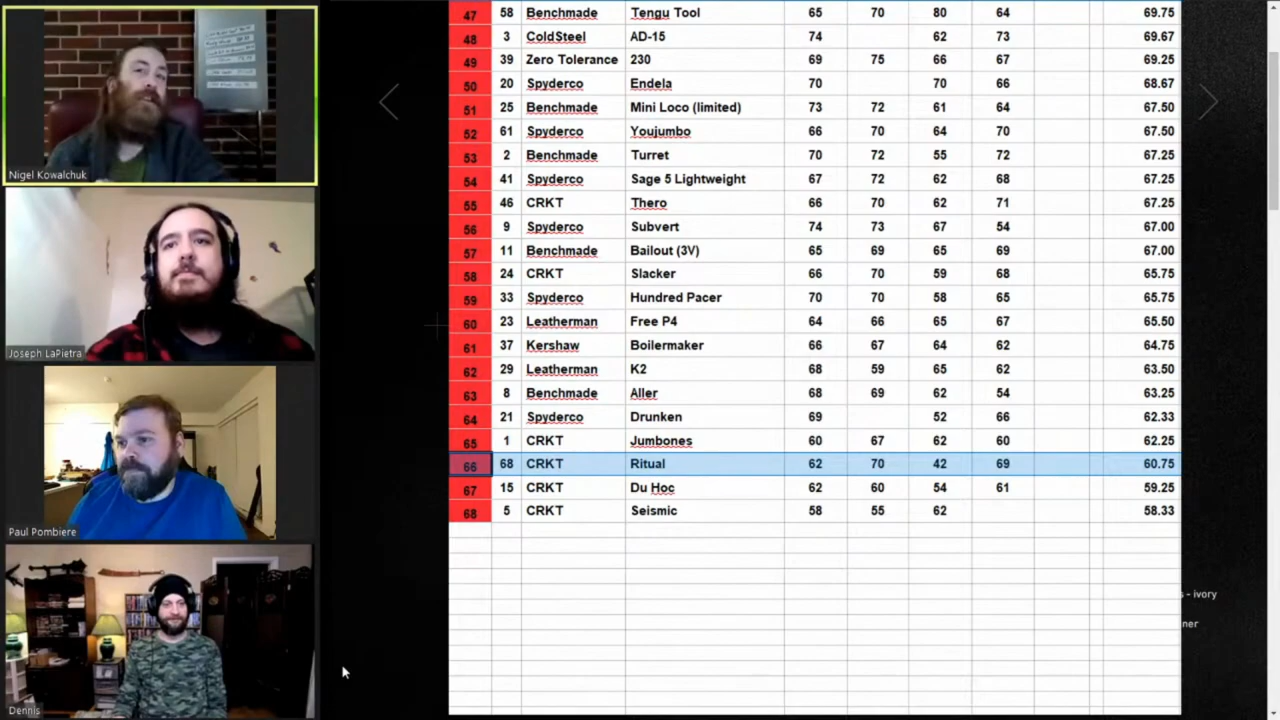 Nigel Kowalchuk
Joseph LaPietra
Paul Pombiere
Dennis
47 58 Benchmade Tengu Tool 65 70 80 64 69.75
48 3 ColdSteel AD-15 74 62 73 69.67
49 39 Zero Tolerance 230 69 75 66 67 69.25
50 20 Spyderco Endela 70 70 66 68.67
51 25 Benchmade Mini Loco (limited) 73 72 61 64 67.50
52 61 Spyderco Youjumbo 66 70 64 70 67.50
53 2 Benchmade Turret 70 72 55 72 67.25
54 41 Spyderco Sage 5 Lightweight 67 72 62 68 67.25
55 46 CRKT Thero 66 70 62 71 67.25
56 9 Spyderco Subvert 74 73 67 54 67.00
57 11 Benchmade Bailout (3V) 65 69 65 69 67.00
58 24 CRKT Slacker 66 70 59 68 65.75
59 33 Spyderco Hundred Pacer 70 70 58 65 65.75
60 23 Leatherman Free P4 64 66 65 67 65.50
61 37 Kershaw Boilermaker 66 67 64 62 64.75
62 29 Leatherman K2 68 59 65 62 63.50
63 8 Benchmade Aller 68 69 62 54 63.25
64 21 Spyderco Drunken 69 52 66 62.33
65 1 CRKT Jumbones 60 67 62 60 62.25
66 68 CRKT Ritual 62 70 42 69 60.75
67 15 CRKT Du Hoc 62 60 54 61 59.25
68 5 CRKT Seismic 58 55 62 58.33
s - ivory
ner